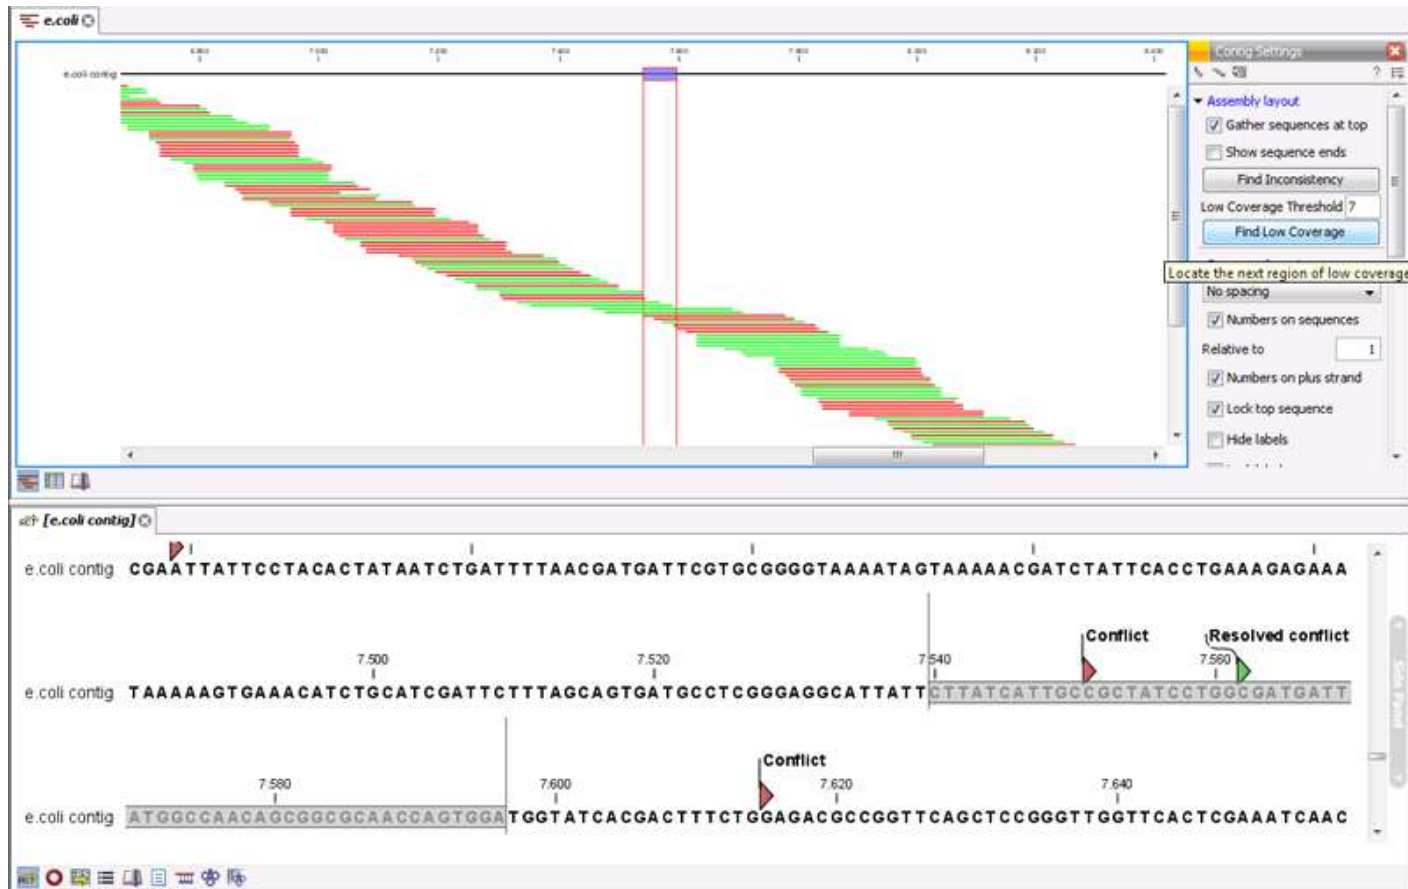 e.coli
e.coli contig
Contig Settings
Assembly layout
Gather sequences at top
Show sequence ends
Find Inconsistency
Low Coverage Threshold 7
Find Low Coverage
Locate the next region of low coverage
No spacing
Numbers on sequences
Relative to 1
Numbers on plus strand
Lock top sequence
Hide labels
[e.coli contig]
e.coli contig CGAATTATTCCTACACTATAATCTGATTTTAACGATGATTCGTGCGGGGTAAAATAGTAAAAACGATCTATTCACCTGAAAGAGAAA
Conflict Resolved conflict
7.500 7.520 7.540 7.560
e.coli contig TAAAAAGTGAAACATCTGCATCGATTCTTTAGCAGTGATGCCTCGGGAGGCATTATTCTTATCATTGCCGCTATCCTGGCGATGATT
Conflict
7.580 7.600 7.620 7.640
e.coli contig ATGGCCAACAGCGGCGCAACCAGTGGATGGTATCACGACTTTCTGGAGACGCCGGTTCAGCTCCGGGTTGGTTCACTCGAAATCAAC